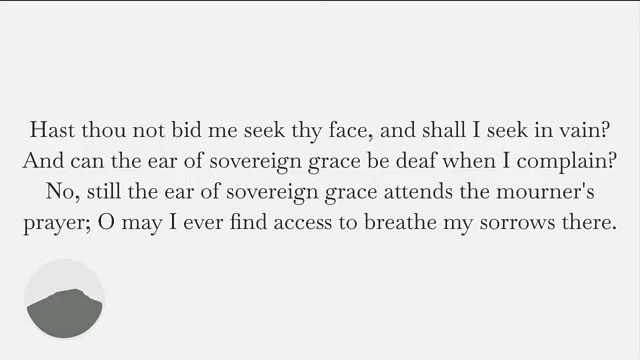 Hast thou not bid me seek thy face, and shall I seek in vain?
And can the ear of sovereign grace be deaf when I complain?
No, still the ear of sovereign grace attends the mourner's
prayer; O may I ever find access to breathe my sorrows there.